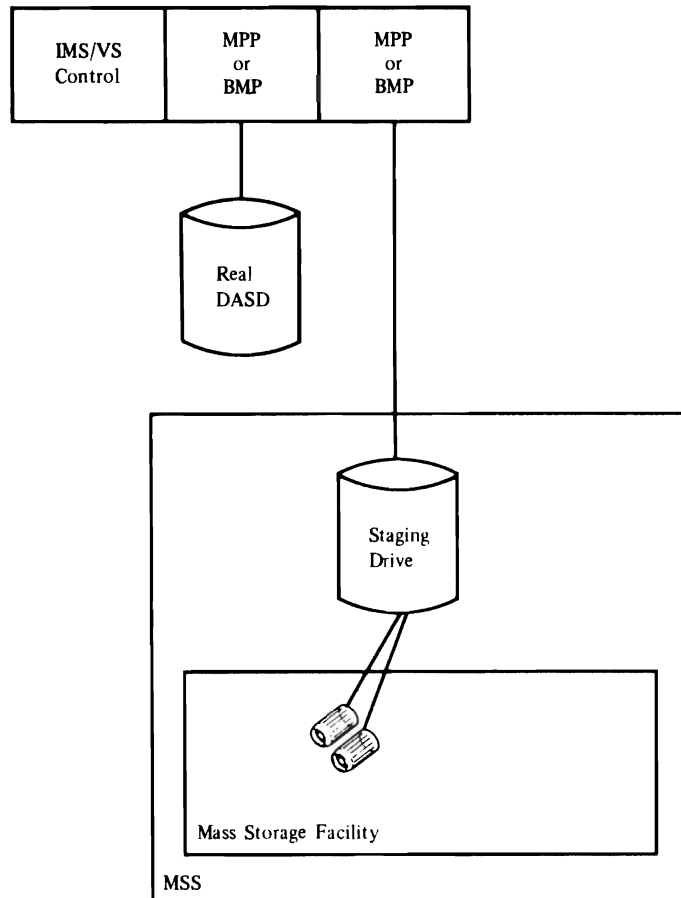 IMS/VS
Control
MPP
or
BMP
MPP
or
BMP
Real
DASD
Staging
Drive
Mass Storage Facility
MSS